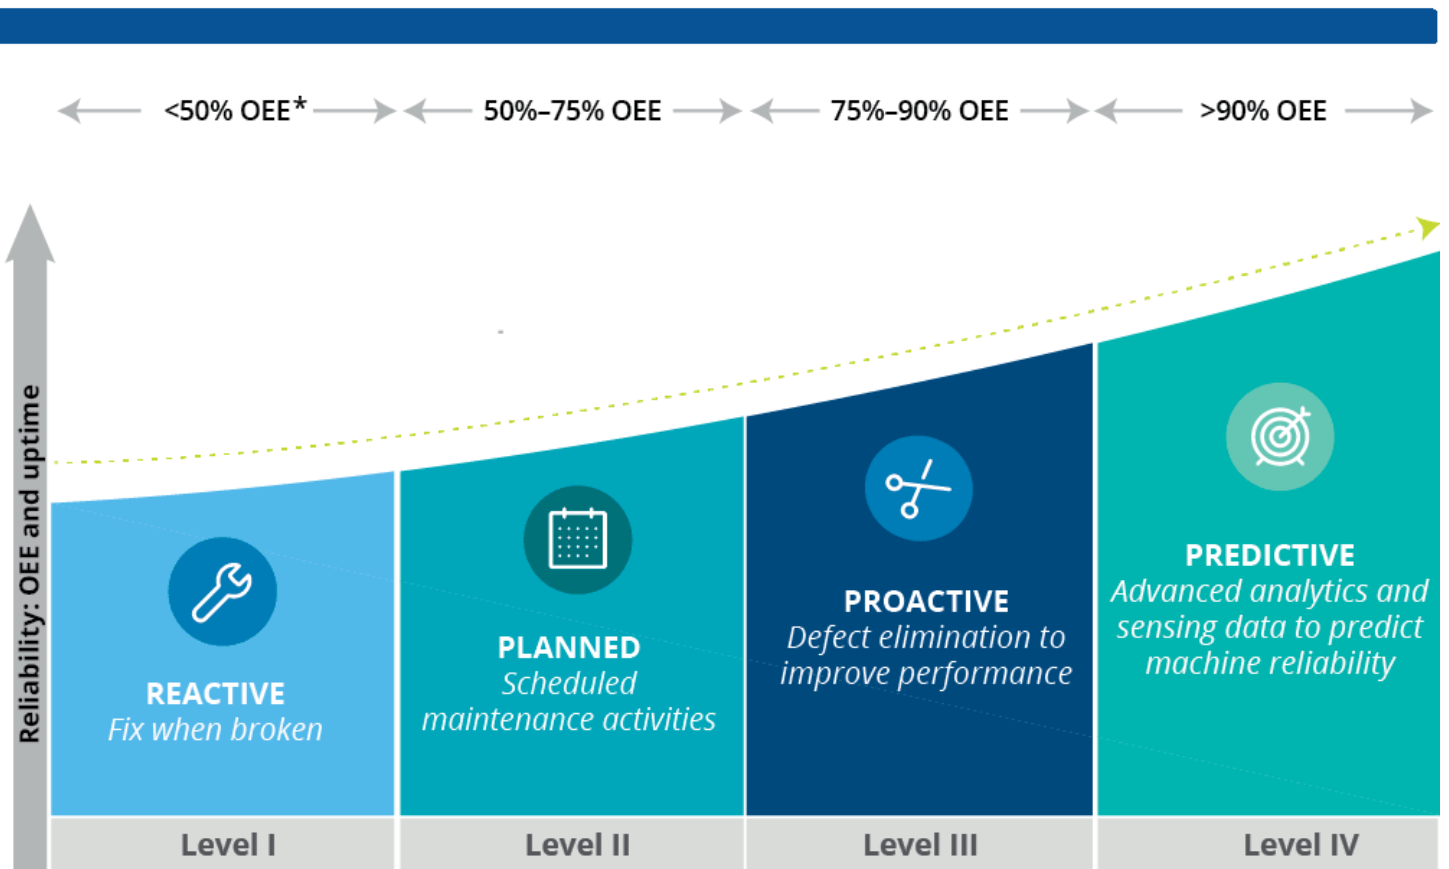 <50% OEE*
50%–75% OEE
75%–90% OEE
>90% OEE
Reliability: OEE and uptime
REACTIVE
Fix when broken
PLANNED
Scheduled
maintenance activities
PROACTIVE
Defect elimination to
improve performance
PREDICTIVE
Advanced analytics and
sensing data to predict
machine reliability
Level I
Level II
Level III
Level IV